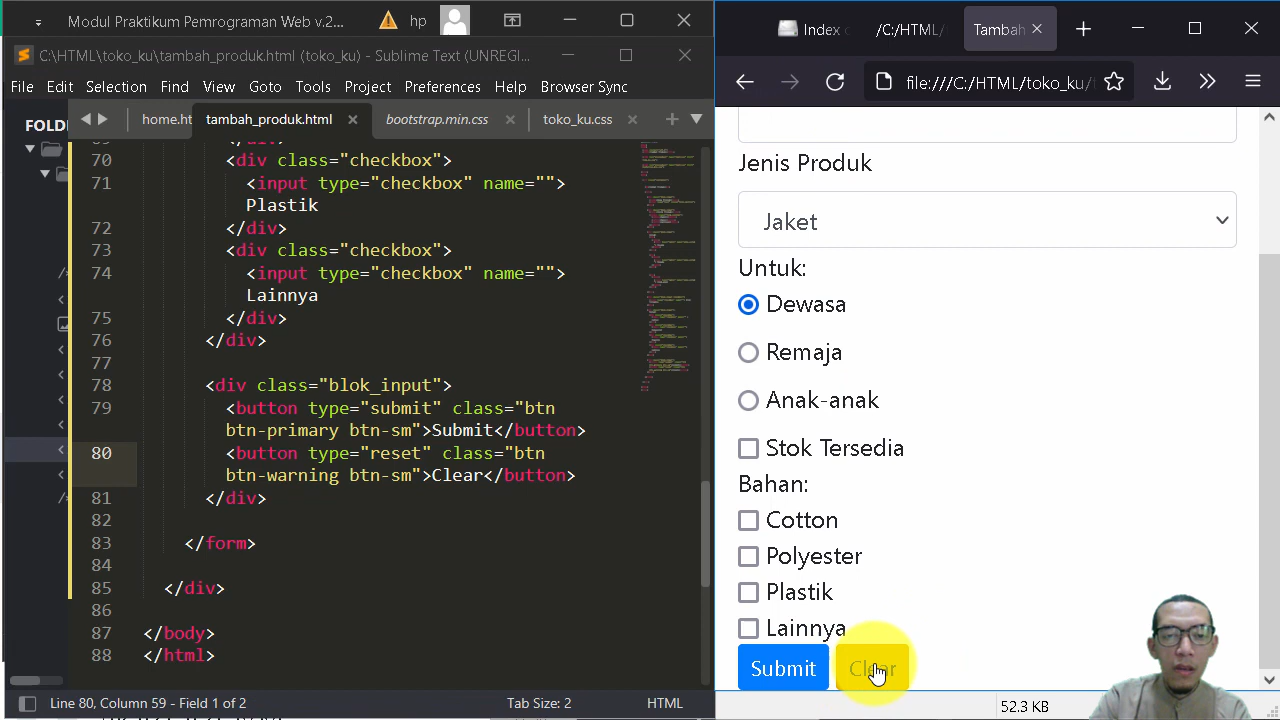 Modul Praktikum Pemrograman Web v.2...
hp
C:\HTML\toko_ku\tambah_produk.html (toko_ku) - Sublime Text (UNREGI...
File Edit Selection Find View Goto Tools Project Preferences Help Browser Sync
FOLD
home.ht
tambah_produk.html
bootstrap.min.css
toko_ku.css
70 <div class="checkbox">
71 <input type="checkbox" name="">
Plastik
72 </div>
73 <div class="checkbox">
74 <input type="checkbox" name="">
Lainnya
75 </div>
76 </div>
77
78 <div class="blok_input">
79 <button type="submit" class="btn
btn-primary btn-sm">Submit</button>
80 <button type="reset" class="btn
btn-warning btn-sm">Clear</button>
81 </div>
82
83 </form>
84
85 </div>
86
87 </body>
88 </html>
Line 80, Column 59 - Field 1 of 2
Tab Size: 2
HTML
Index
/C:/HTML/
Tambah
file:///C:/HTML/toko_ku/
Jenis Produk
Jaket
Untuk:
Dewasa
Remaja
Anak-anak
Stok Tersedia
Bahan:
Cotton
Polyester
Plastik
Lainnya
Submit
Clear
52.3 KB